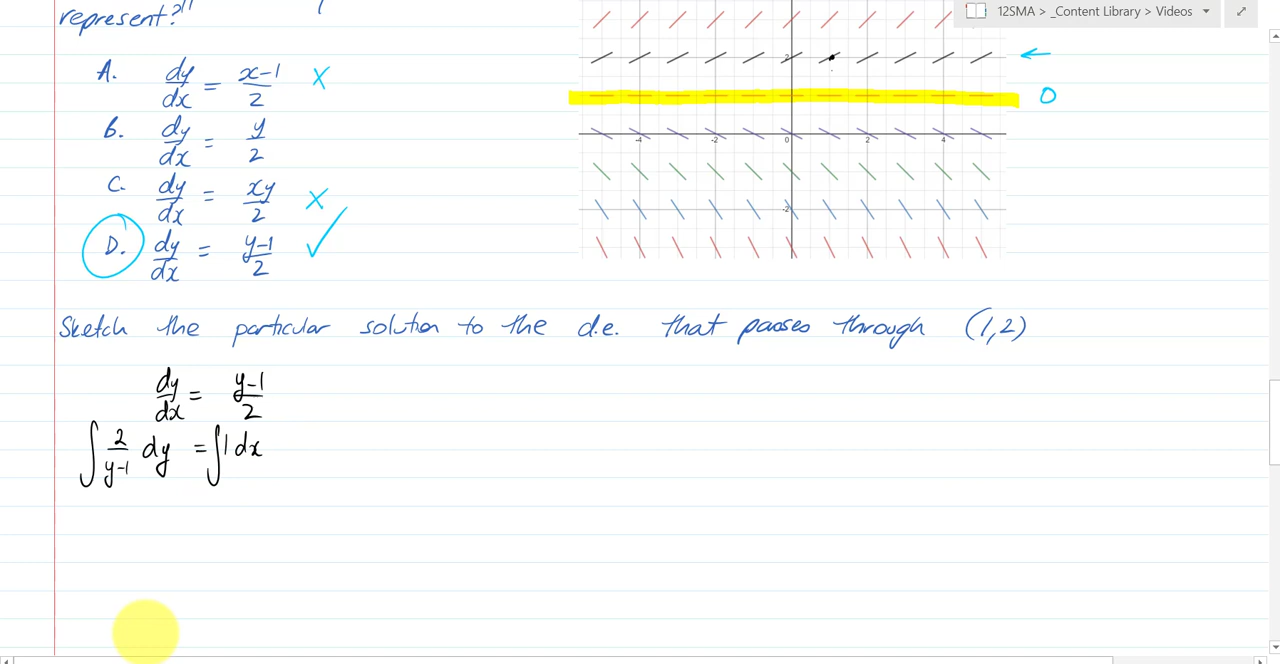 represent?"
12SMA > _Content Library > Videos
A. dy/dx = x-1/2 X
B. dy/dx = y/2
C. dy/dx = xy/2 X
D. dy/dx = y-1/2 ✓
2
0
-4 -2 0 2 4
-2
Sketch the particular solution to the d.e. that passes through (1,2)
dy/dx = y-1/2
∫ 2/y-1 dy = ∫ 1 dx